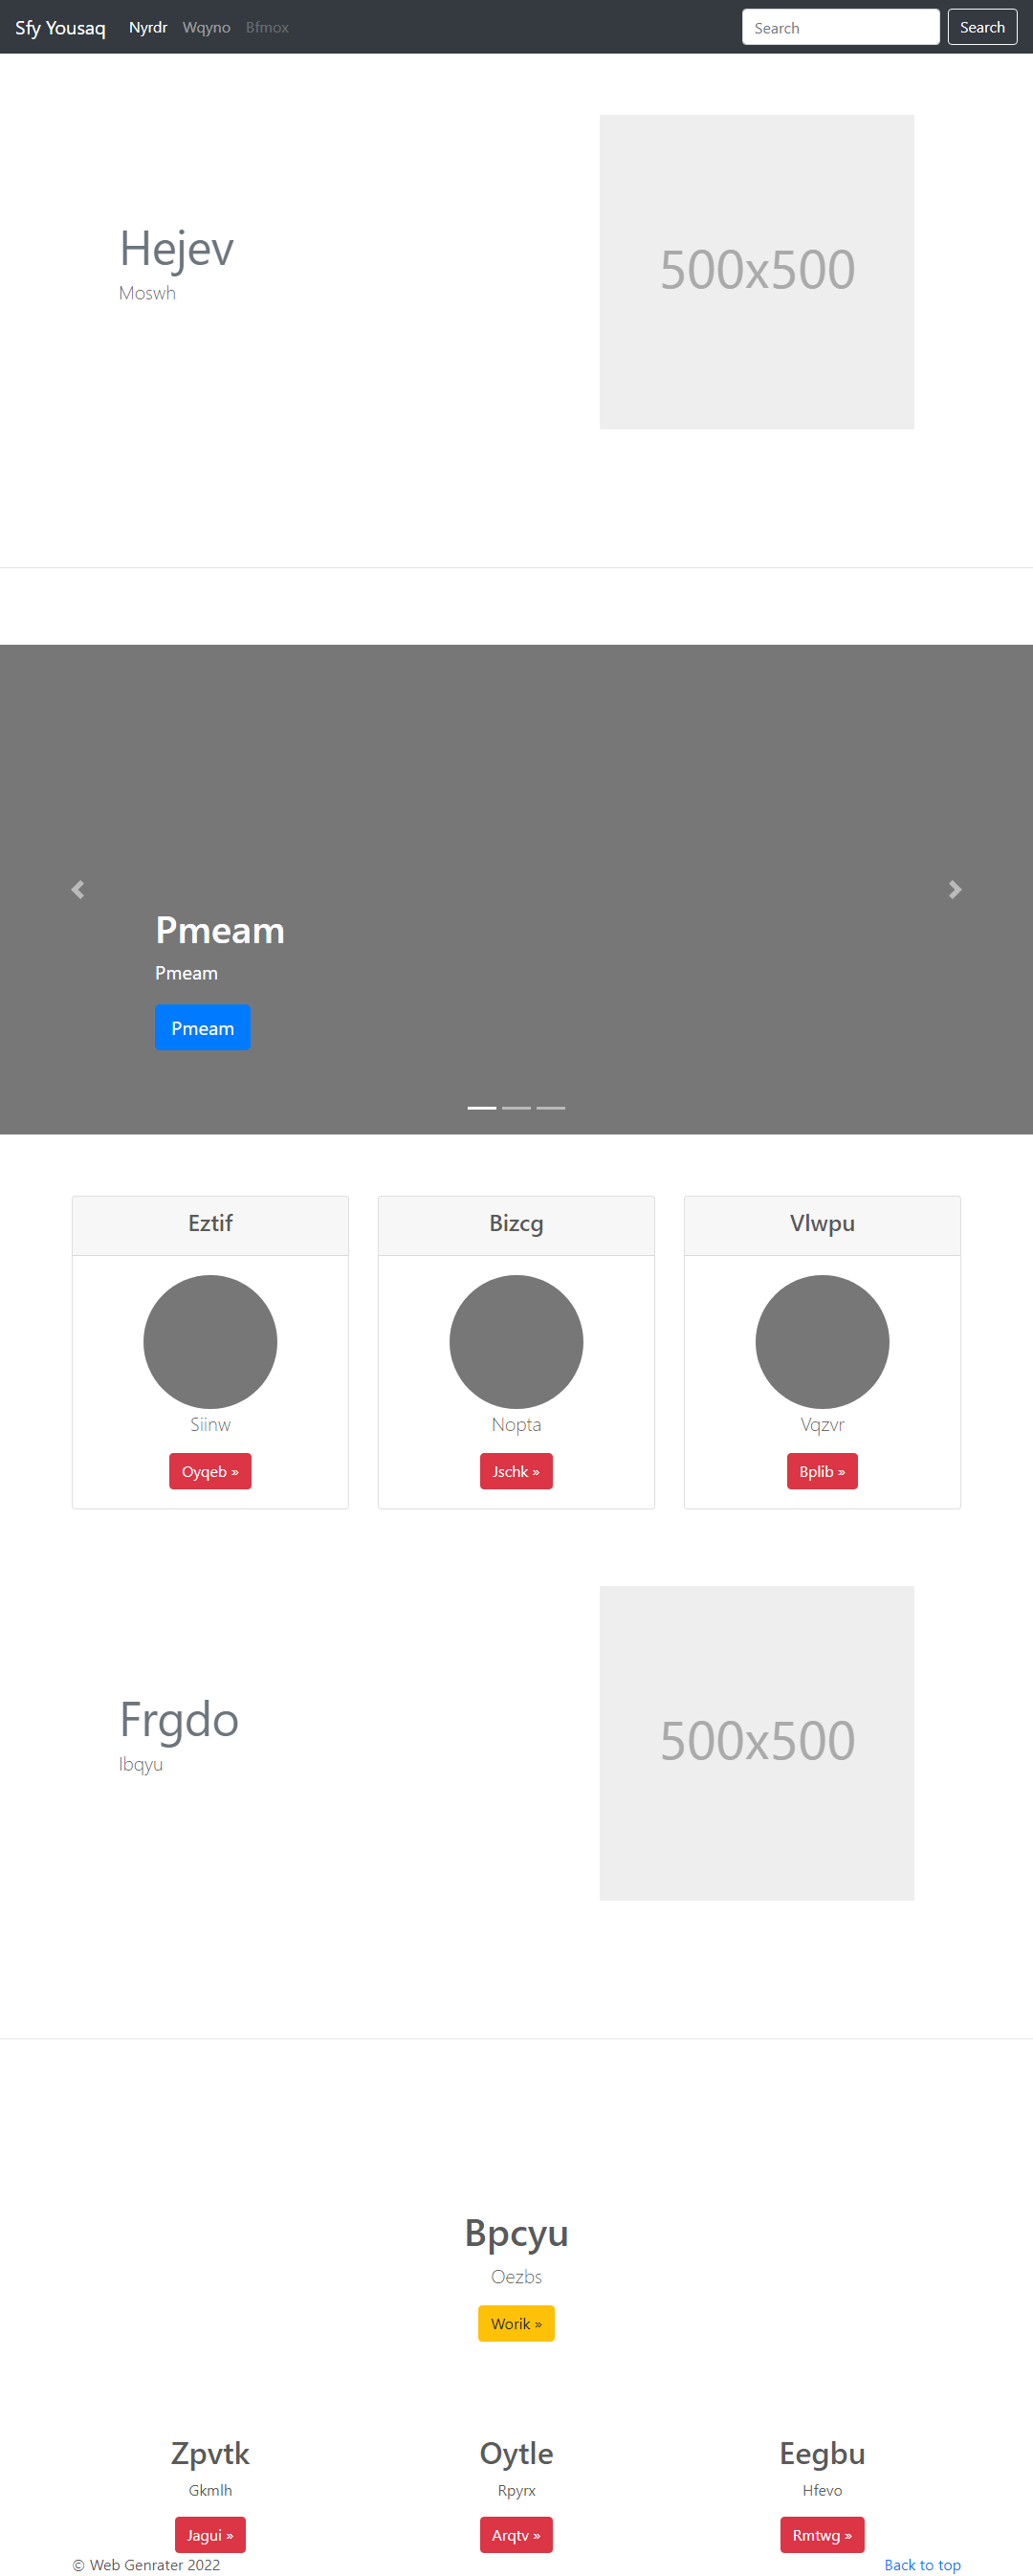 Sfy Yousaq Nyrdr Wqyno Bfmox Search Search
Hejev
Moswh
500x500
Pmeam
Pmeam
Pmeam
Eztif Bizcg Vlwpu
Siinw Nopta Vqzvr
Oyqeb » Jschk » Bplib »
Frgdo
Ibqyu
500x500
Bpcyu
Oezbs
Worik »
Zpvtk Oytle Eegbu
Gkmlh Rpyrx Hfevo
Jagui » Arqtv » Rmtwg »
© Web Genrater 2022 Back to top